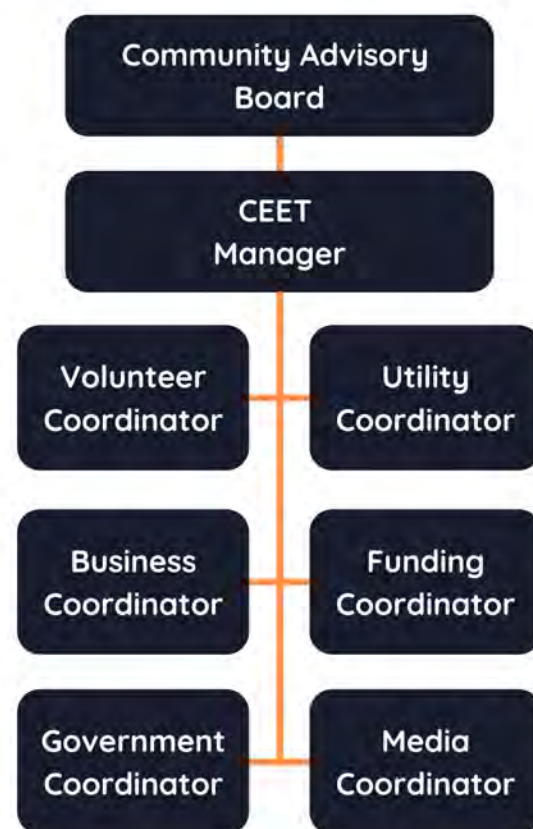 Community Advisory
Board
CEET
Manager
Volunteer
Coordinator
Utility
Coordinator
Business
Coordinator
Funding
Coordinator
Government
Coordinator
Media
Coordinator